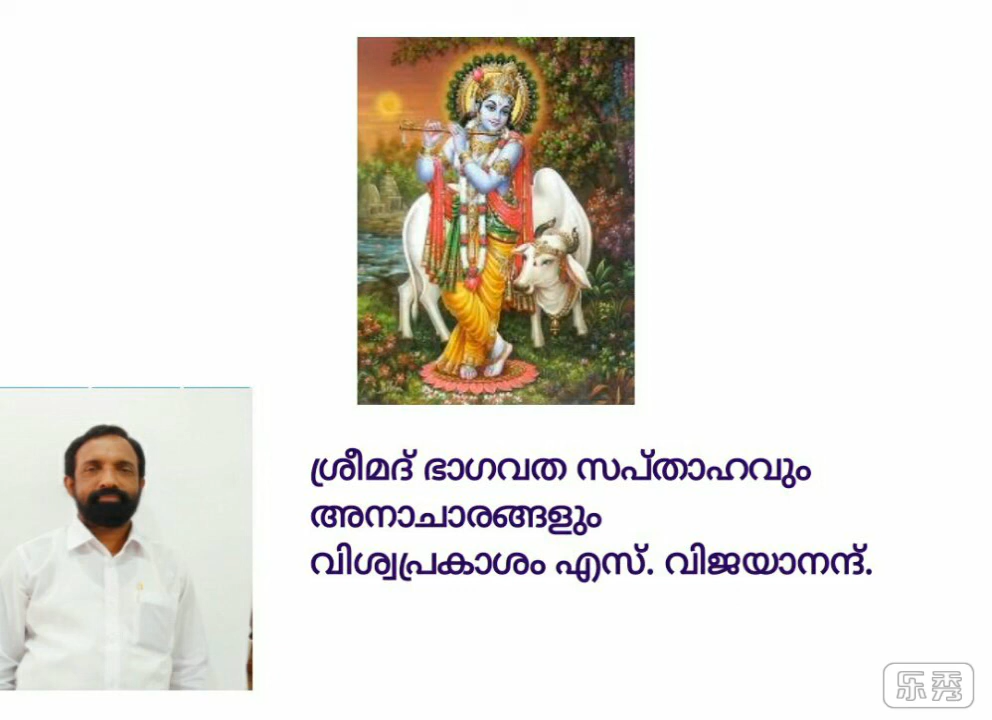 ശ്രീമദ് ഭാഗവത സപ്താഹവും
അനാചാരങ്ങളും
വിശ്വപ്രകാശം എസ്. വിജയാനന്ദ്.
乐秀